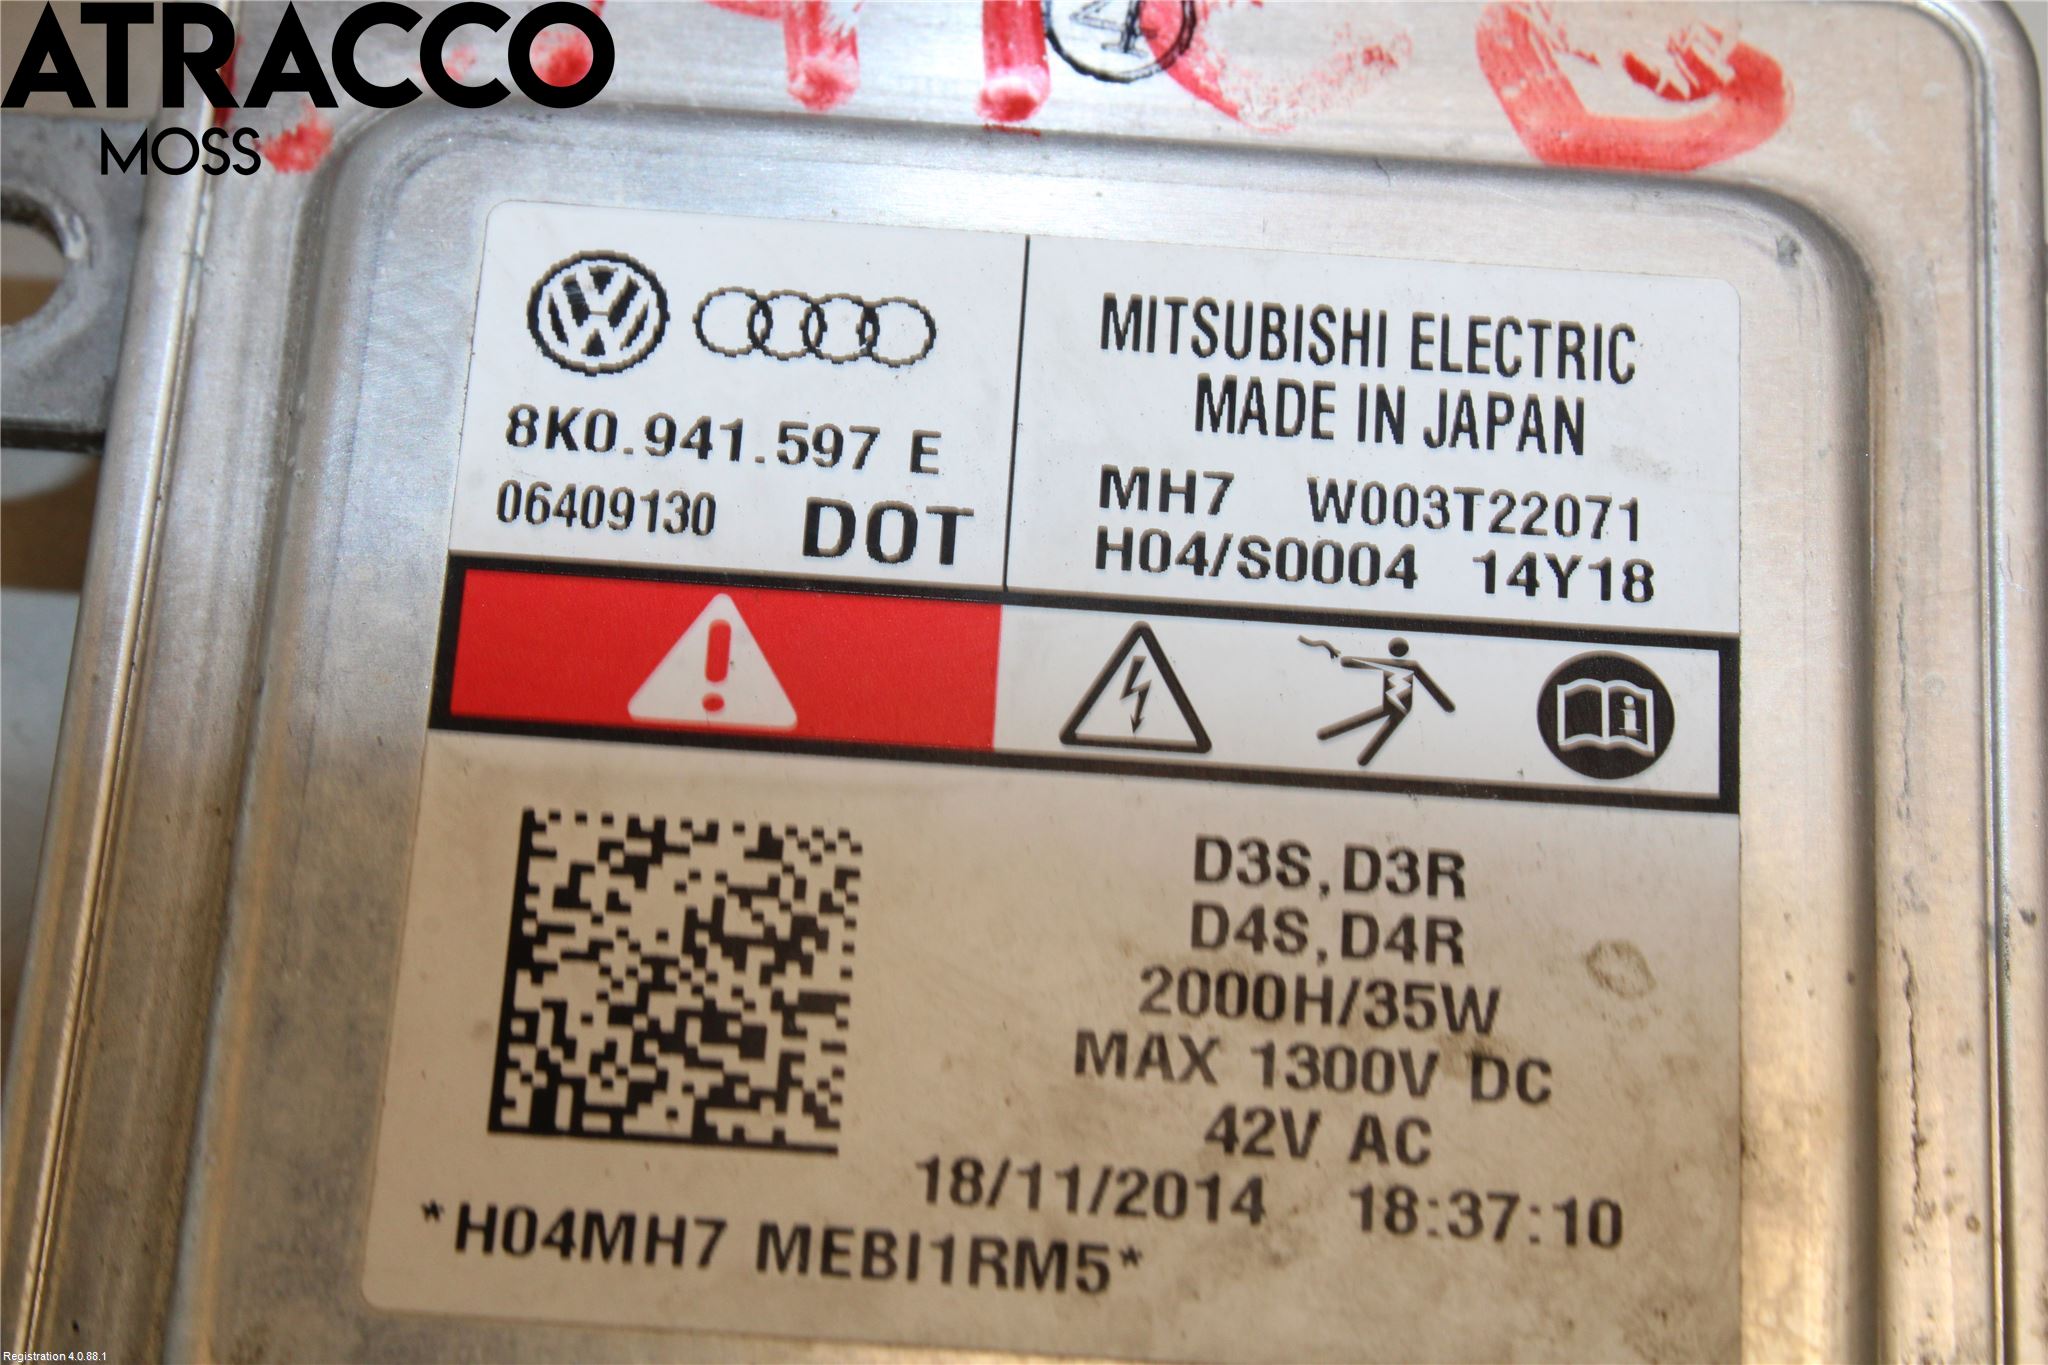 ATRACCO
MOSS
4
8K0.941.597 E
06409130 DOT
MITSUBISHI ELECTRIC
MADE IN JAPAN
MH7 W003T22071
H04/S0004 14Y18
D3S, D3R
D4S, D4R
2000H/35W
MAX 1300V DC
42V AC
18/11/2014 18:37:10
*H04MH7 MEBI1RM5*
Registration 4.0.88.1